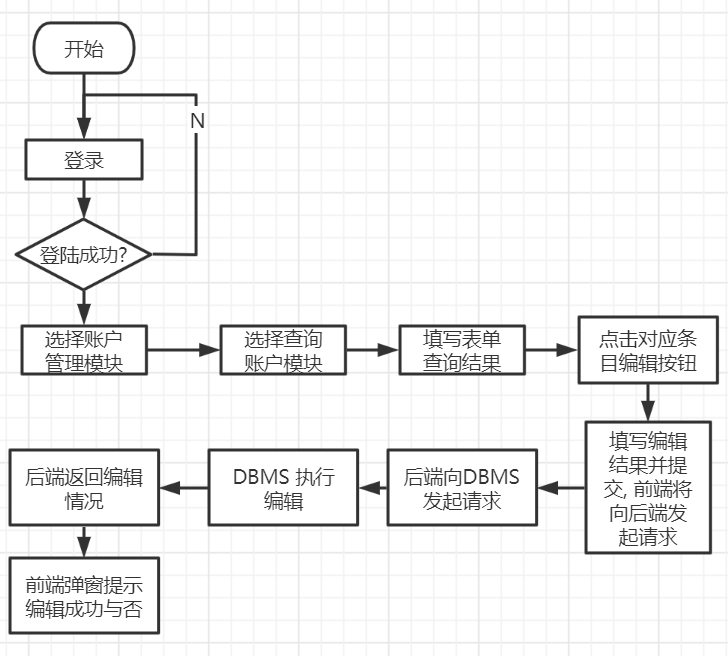 开始
N
登录
登陆成功?
选择账户
管理模块
选择查询
账户模块
填写表单
查询结果
点击对应条
目编辑按钮
填写编辑
结果并提
交, 前端将
向后端发
起请求
后端向DBMS
发起请求
DBMS 执行
编辑
后端返回编辑
情况
前端弹窗提示
编辑成功与否